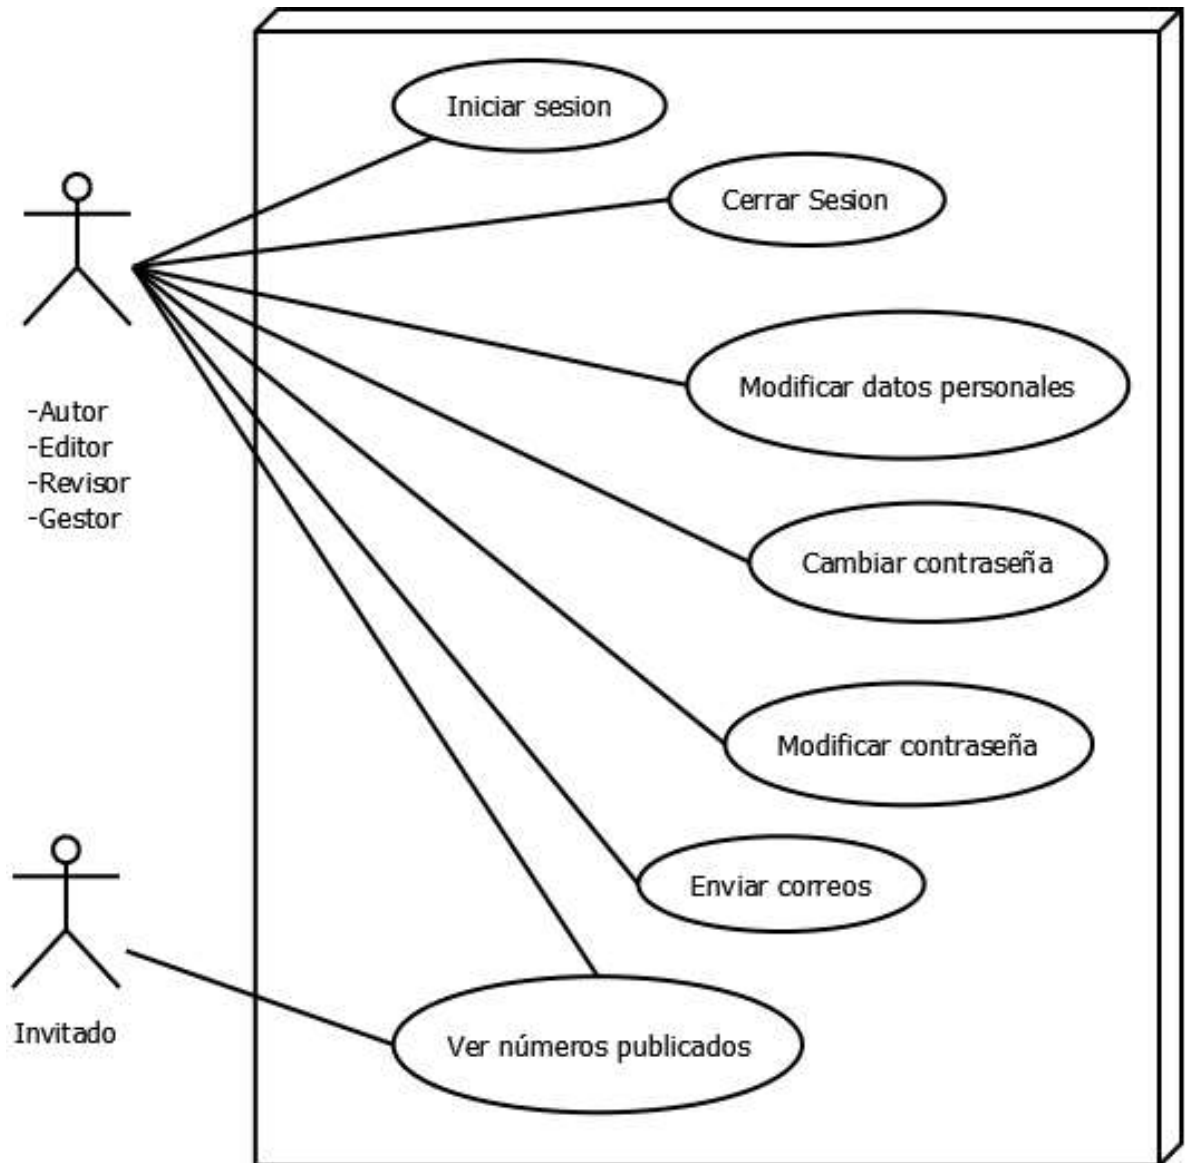 Iniciar sesion
Cerrar Sesion
Modificar datos personales
-Autor
-Editor
-Revisor
-Gestor
Cambiar contraseña
Modificar contraseña
Enviar correos
Invitado
Ver números publicados